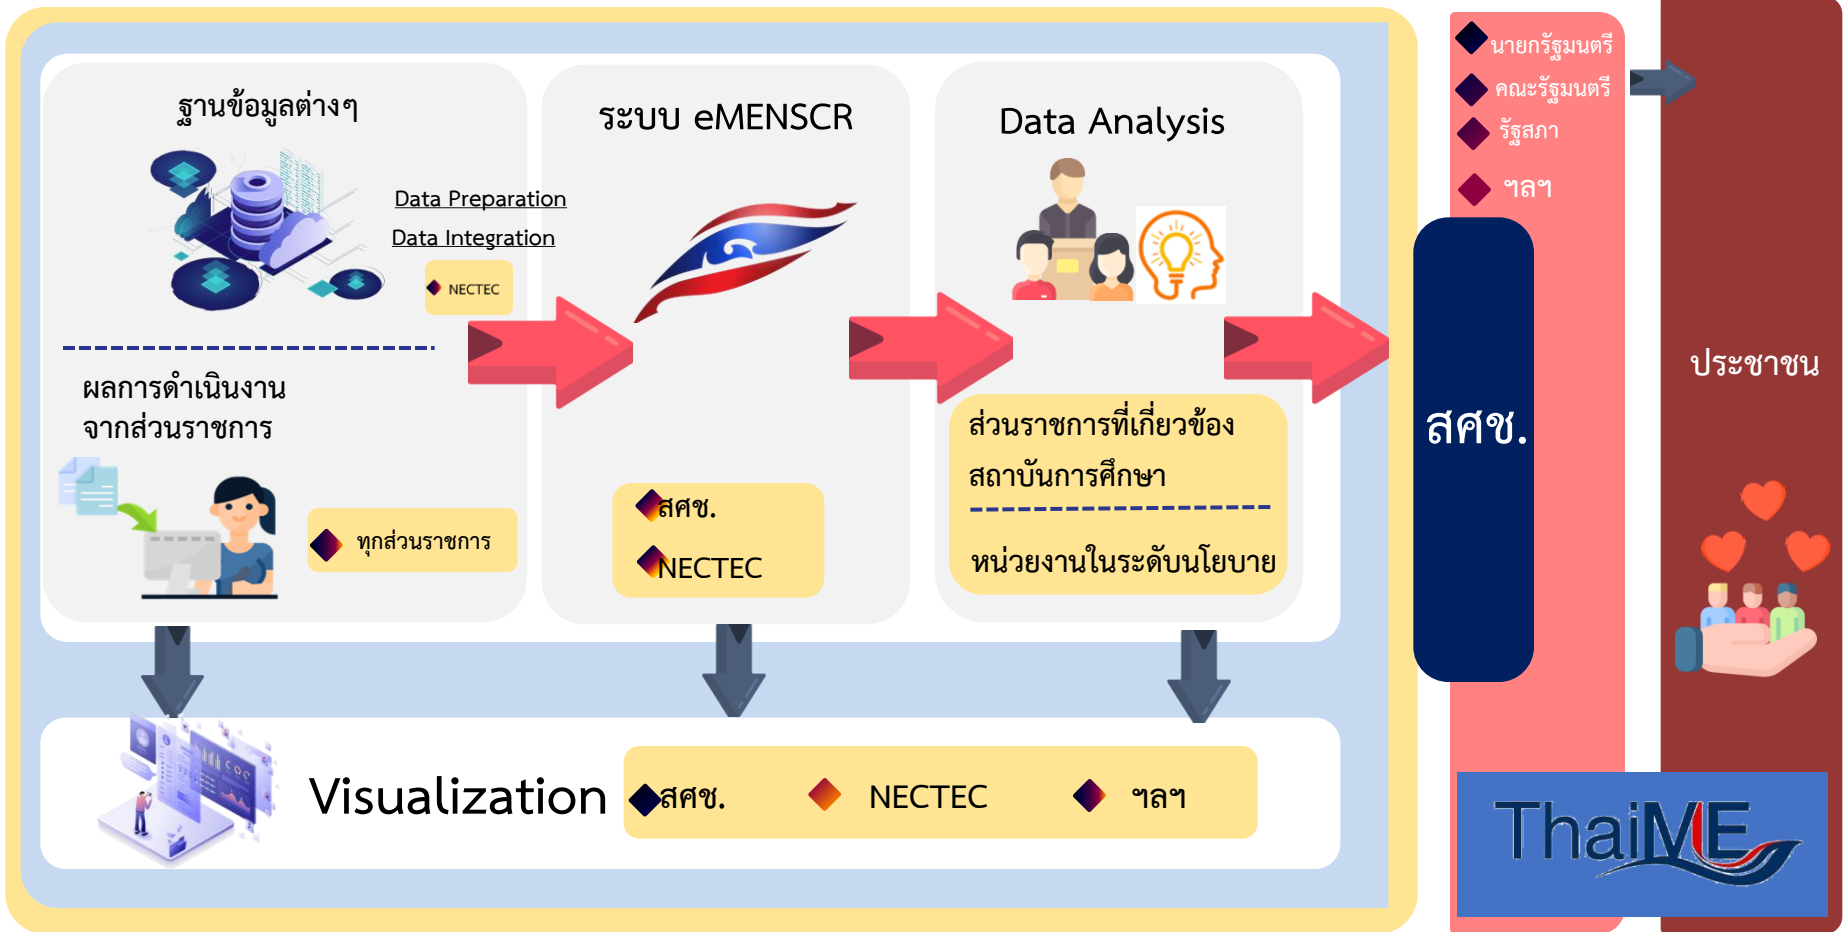 ฐานข้อมูลต่างๆ
Data Preparation
Data Integration
NECTEC
ผลการดำเนินงาน
จากส่วนราชการ
ทุกส่วนราชการ
ระบบ eMENSCR
สศช.
NECTEC
Data Analysis
ส่วนราชการที่เกี่ยวข้อง
สถาบันการศึกษา
หน่วยงานในระดับนโยบาย
Visualization
สศช.
NECTEC
ฯลฯ
นายกรัฐมนตรี
คณะรัฐมนตรี
รัฐสภา
ฯลฯ
สศช.
ประชาชน
ThaiME